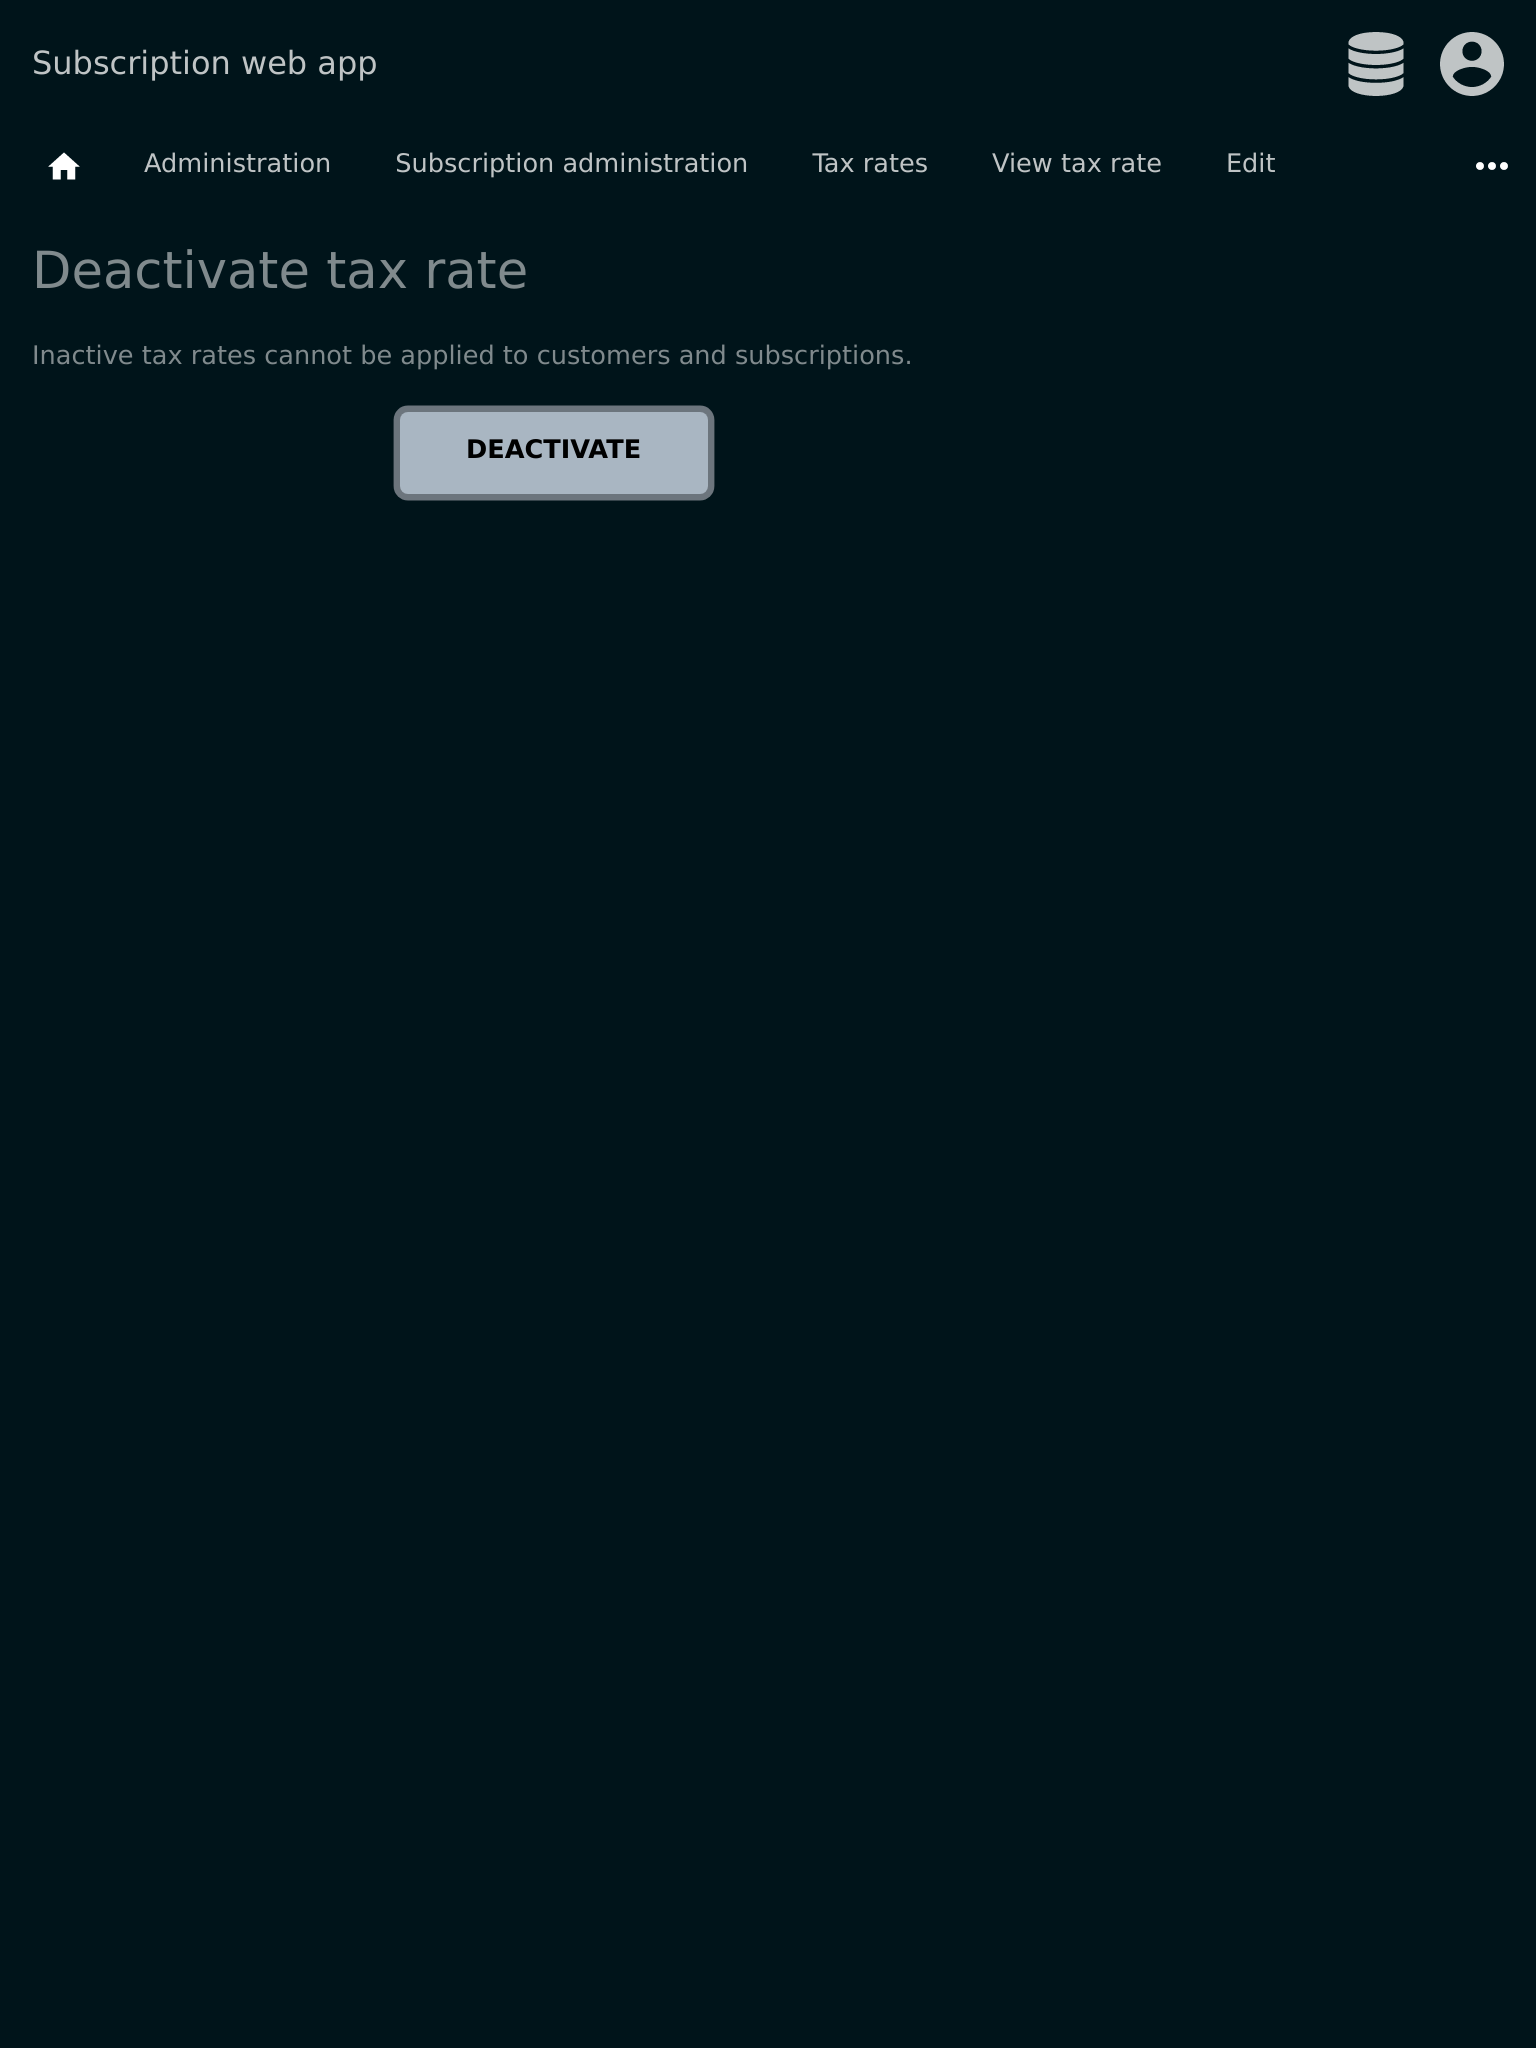 Subscription web app
Administration Subscription administration Tax rates View tax rate Edit
Deactivate tax rate
Inactive tax rates cannot be applied to customers and subscriptions.
DEACTIVATE